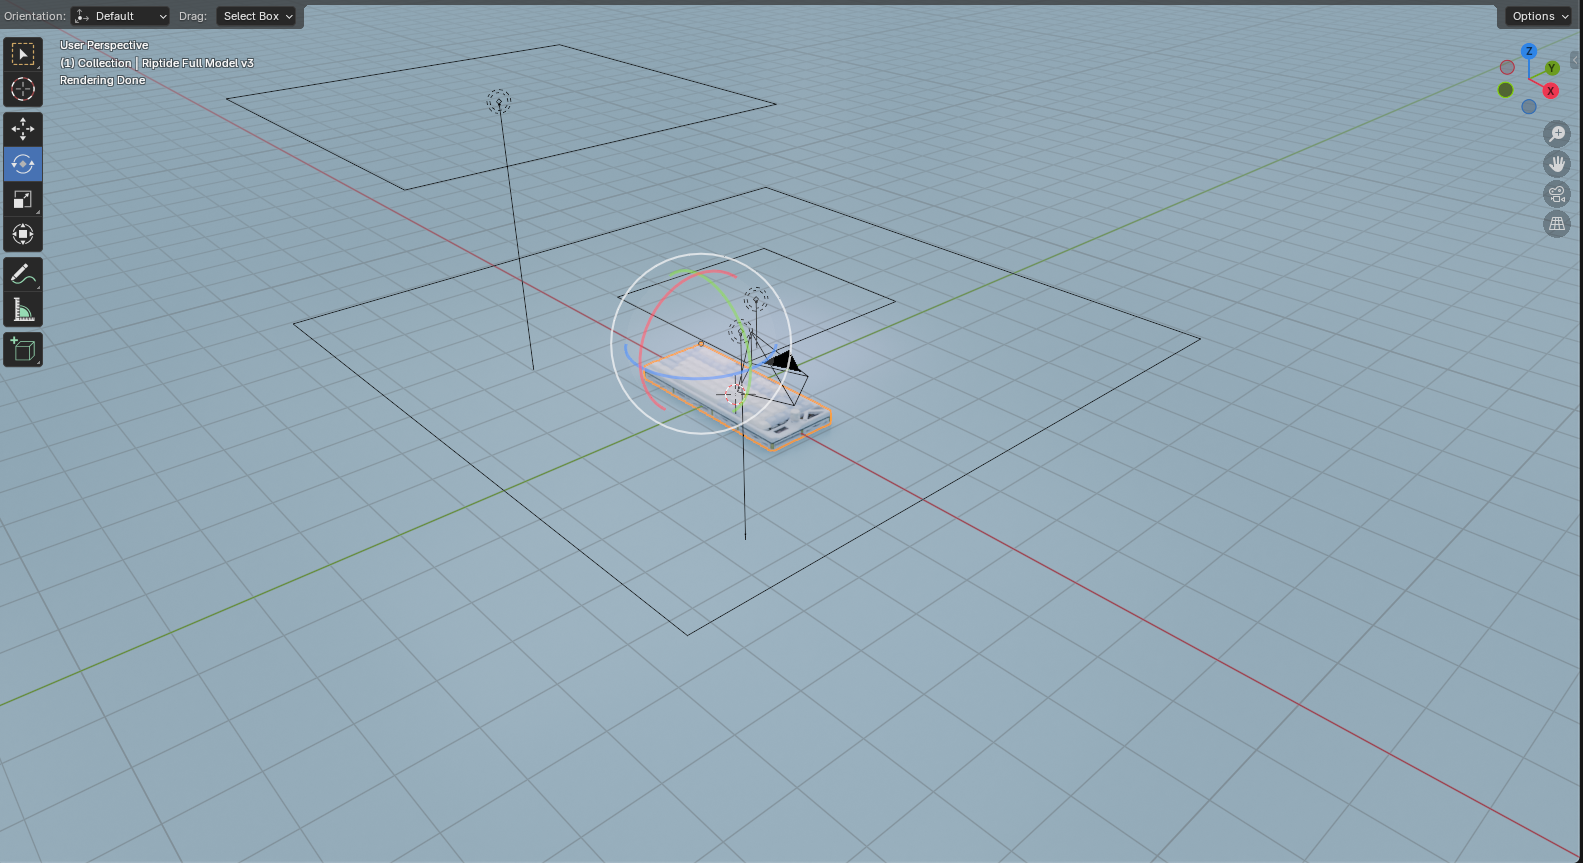 Orientation: Default Drag: Select Box Options
User Perspective
(1) Collection | Riptide Full Model v3
Rendering Done
Z
Y
X